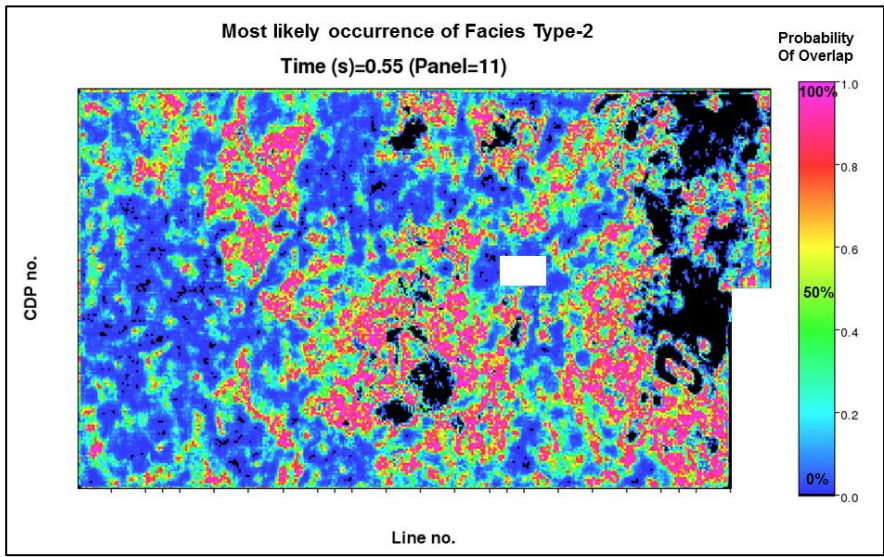 Most likely occurrence of Facies Type-2
Time (s)=0.55 (Panel=11)
Probability
Of Overlap
100%
1.0
0.8
0.6
50%
0.4
0.2
0%
0.0
CDP no.
Line no.